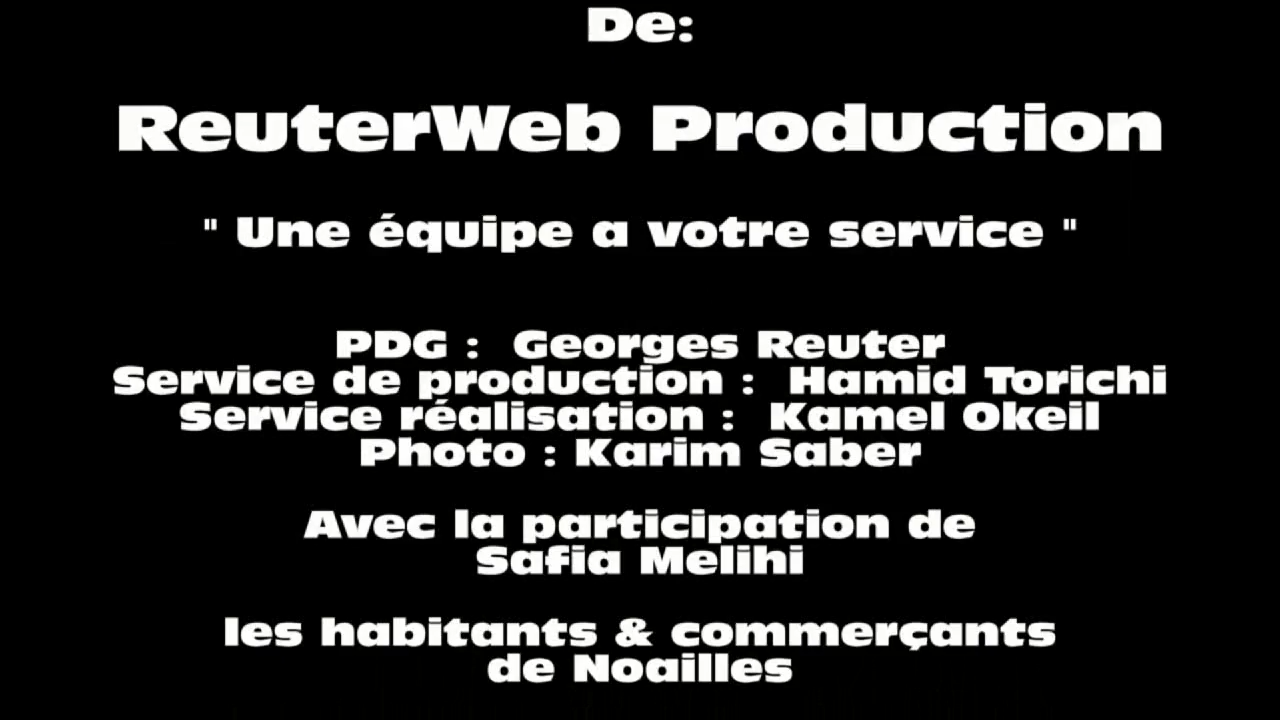 De:
ReuterWeb Production
" Une équipe a votre service "
PDG : Georges Reuter
Service de production : Hamid Torichi
Service réalisation : Kamel Okeil
Photo : Karim Saber
Avec la participation de
Safia Melihi
les habitants & commerçants
de Noailles